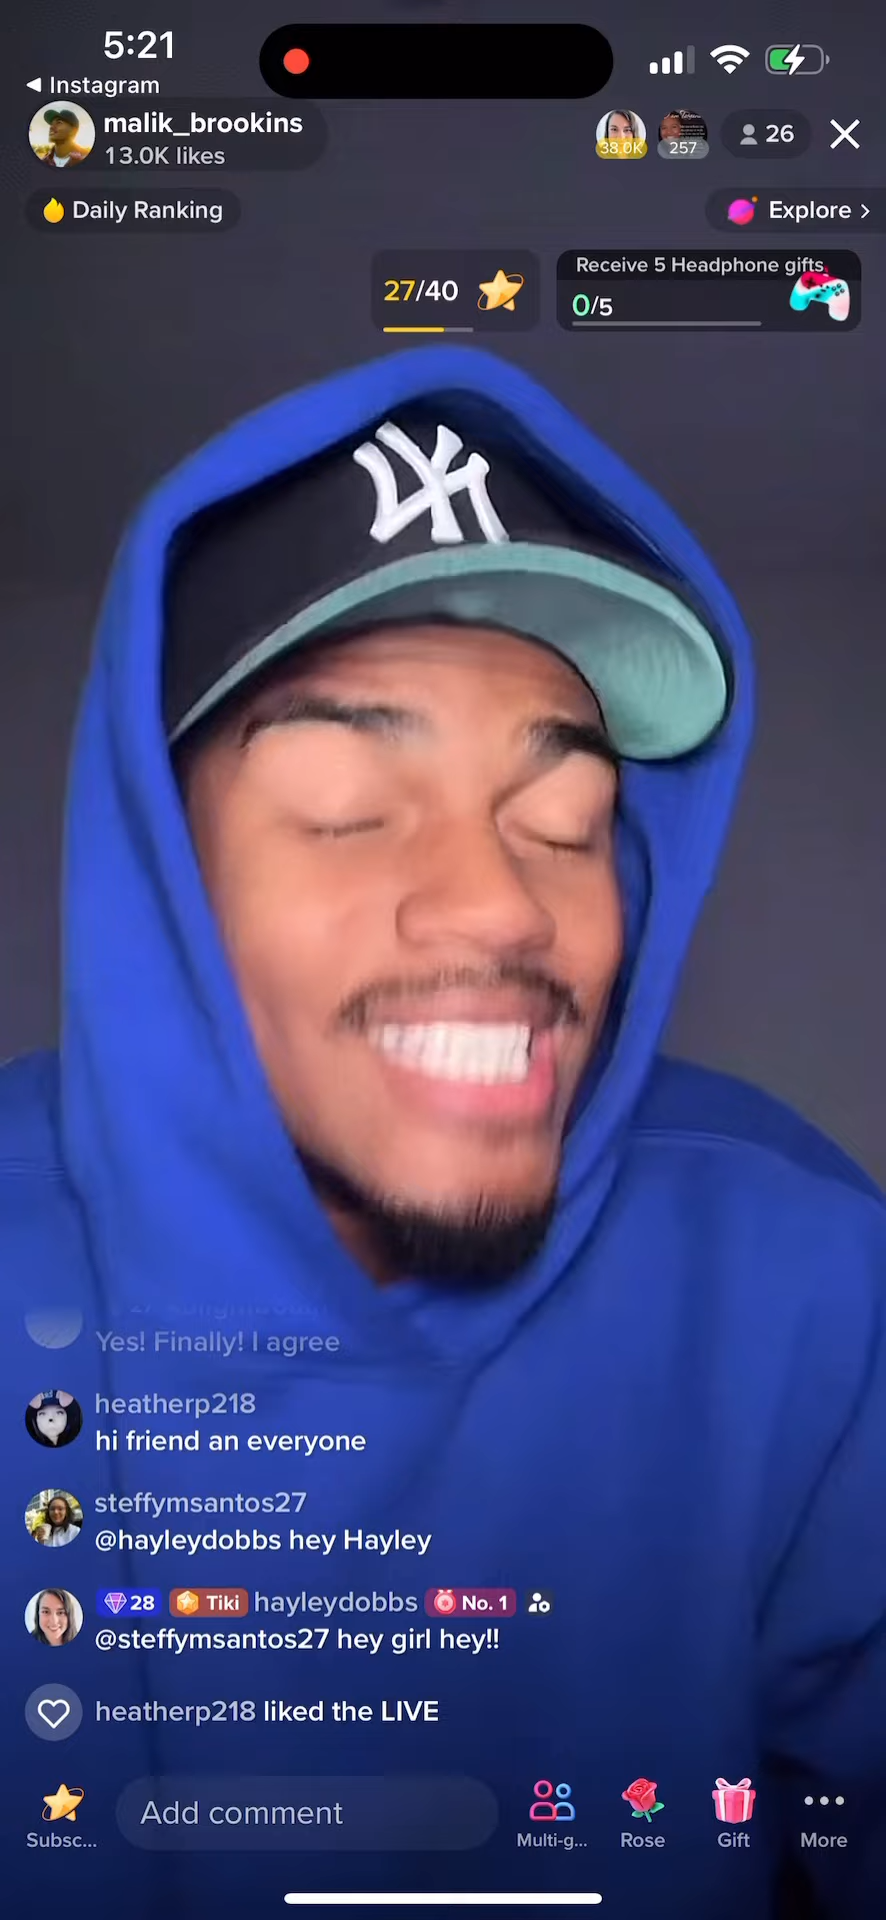 5:21
◀ Instagram
malik_brookins
13.0K likes
38.0K
257
26
Daily Ranking
Explore >
27/40
Receive 5 Headphone gifts
0/5
NY
Yes! Finally! I agree
heatherp218
hi friend an everyone
steffymsantos27
@hayleydobbs hey Hayley
28 Tiki hayleydobbs No. 1
@steffymsantos27 hey girl hey!!
heatherp218 liked the LIVE
Add comment
Subsc...
Multi-g...
Rose
Gift
More